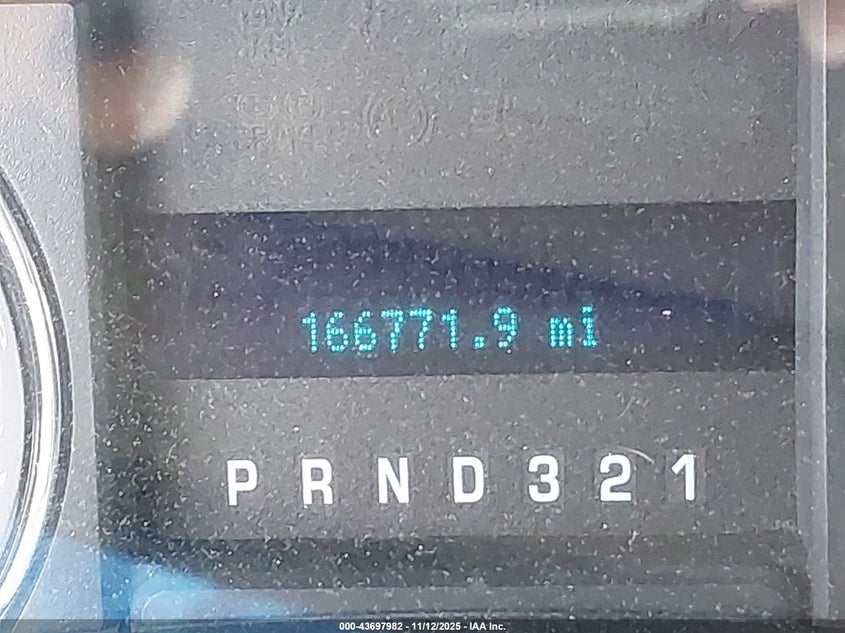 166771.9 mi
P R N D 3 2 1
000-43697982 - 11/12/2025 - IAA Inc.